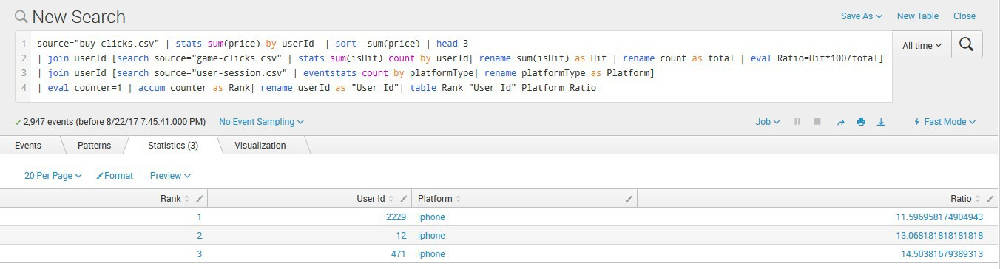 New Search
Save As New Table Close
1 source="buy-clicks.csv" | stats sum(price) by userId | sort -sum(price) | head 3
2 | join userId [search source="game-clicks.csv" | stats sum(isHit) count by userId| rename sum(isHit) as Hit | rename count as total | eval Ratio=Hit*100/total]
3 | join userId [search source="user-session.csv" | eventstats count by platformType| rename platformType as Platform]
4 | eval counter=1 | accum counter as Rank| rename userId as "User Id"| table Rank "User Id" Platform Ratio
All time
2,947 events (before 8/22/17 7:45:41.000 PM) No Event Sampling Job Fast Mode
Events Patterns Statistics (3) Visualization
20 Per Page Format Preview
Rank User Id Platform Ratio
1 2229 iphone 11.596958174904943
2 12 iphone 13.068181818181818
3 471 iphone 14.50381679389313